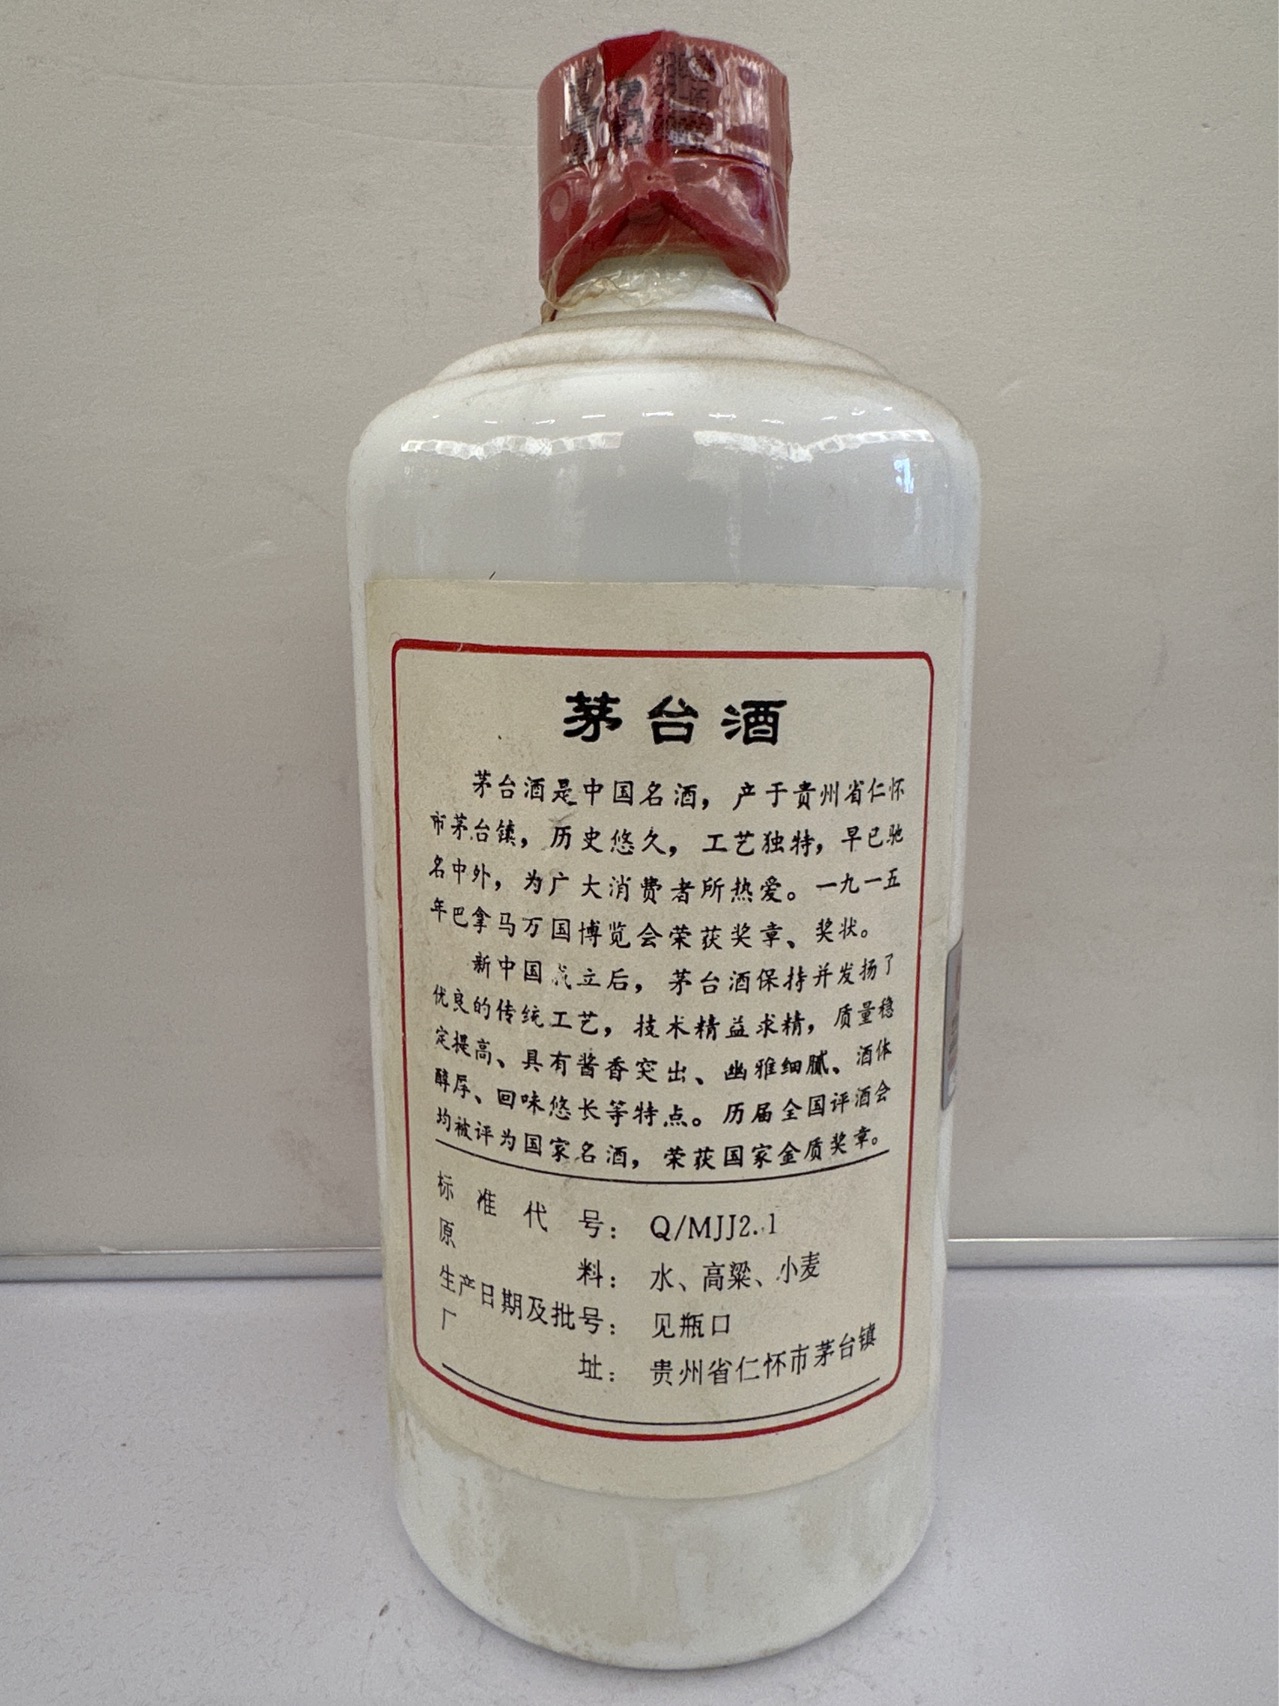 茅台酒
茅台酒是中国名酒，产于贵州省仁怀
市茅台镇，历史悠久，工艺独特，早已驰
名中外，为广大消费者所热爱。一九一五
年巴拿马万国博览会荣获奖章、奖状。
新中国成立后，茅台酒保持并发扬了
优良的传统工艺，技术精益求精，质量稳
定提高、具有酱香突出、幽雅细腻、酒体
醇厚、回味悠长等特点。历届全国评酒会
均被评为国家名酒，荣获国家金质奖章。
标准代号：Q/MJJ2.1
原料：水、高粱、小麦
生产日期及批号：见瓶口
厂址：贵州省仁怀市茅台镇